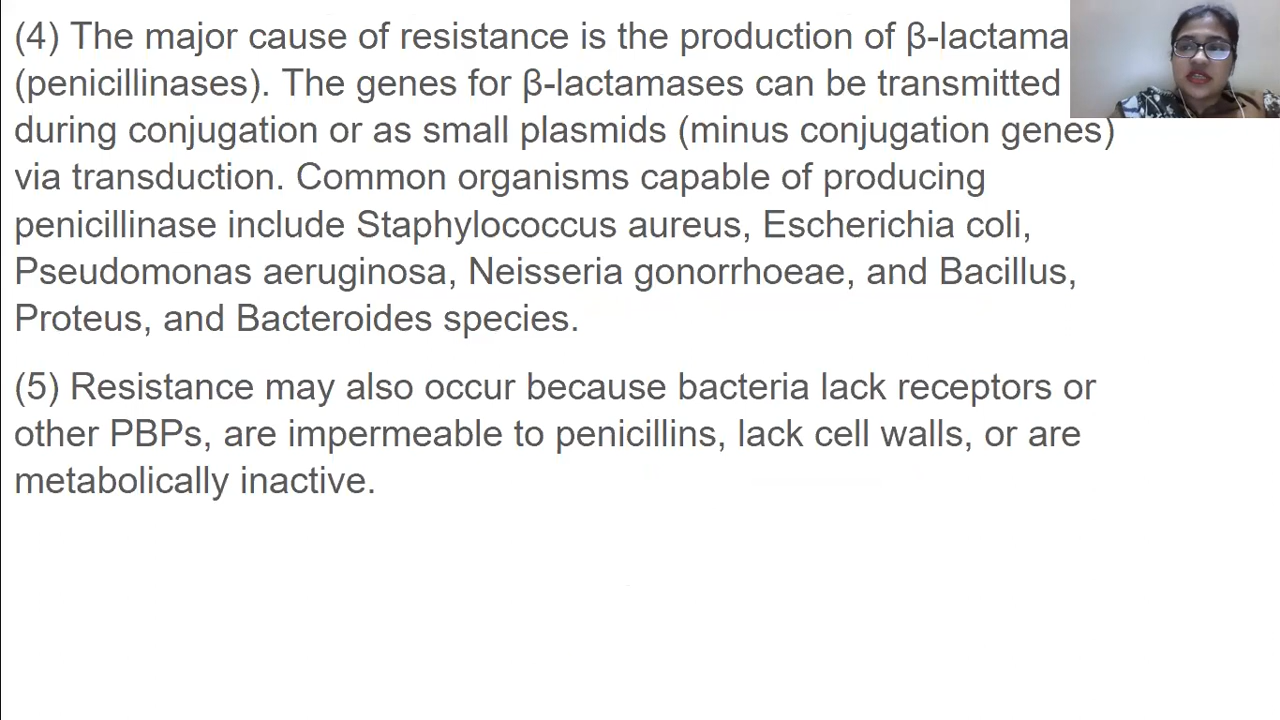 (4) The major cause of resistance is the production of β-lactama
(penicillinases). The genes for β-lactamases can be transmitted
during conjugation or as small plasmids (minus conjugation genes)
via transduction. Common organisms capable of producing
penicillinase include Staphylococcus aureus, Escherichia coli,
Pseudomonas aeruginosa, Neisseria gonorrhoeae, and Bacillus,
Proteus, and Bacteroides species.
(5) Resistance may also occur because bacteria lack receptors or
other PBPs, are impermeable to penicillins, lack cell walls, or are
metabolically inactive.